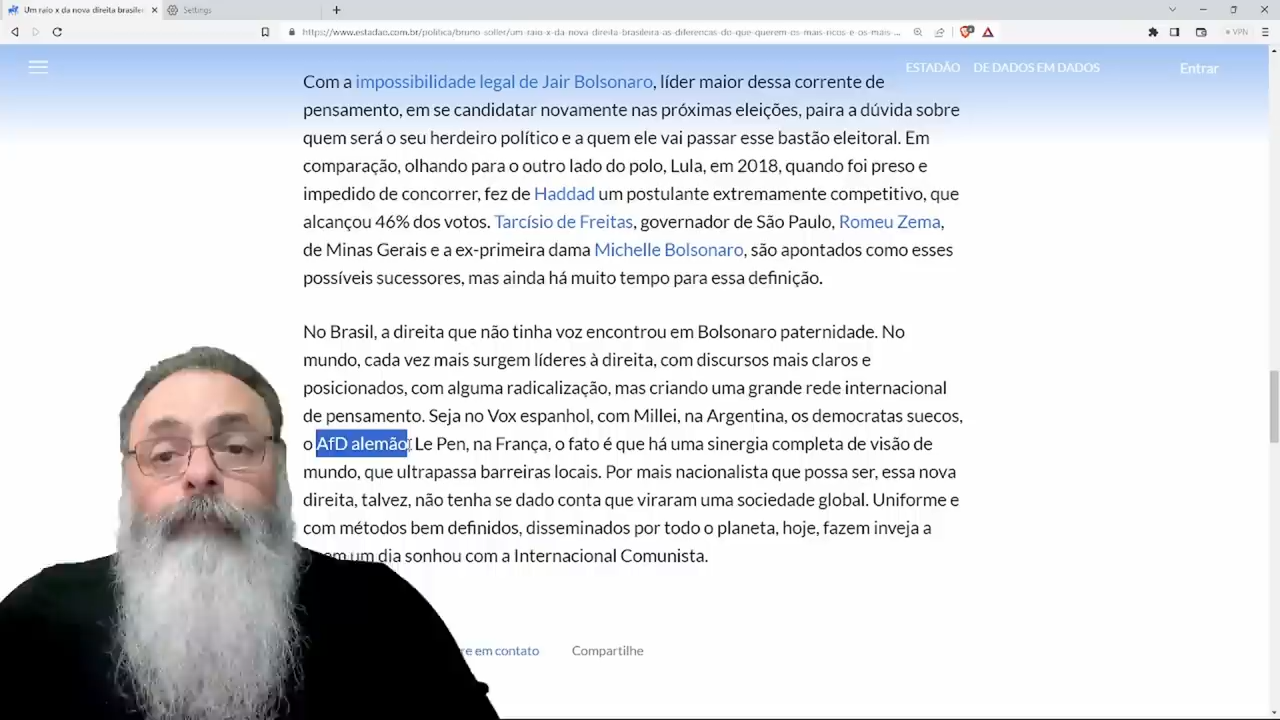 Um raio x da nova direita brasilei
Settings
https://www.estadao.com.br/politica/bruno-soller/um-raio-x-da-nova-direita-brasileira-as-diferencas-do-que-querem-os-mais-ricos-e-os-mais-...
VPN
ESTADÃO DE DADOS EM DADOS Entrar
Com a impossibilidade legal de Jair Bolsonaro, líder maior dessa corrente de
pensamento, em se candidatar novamente nas próximas eleições, paira a dúvida sobre
quem será o seu herdeiro político e a quem ele vai passar esse bastão eleitoral. Em
comparação, olhando para o outro lado do polo, Lula, em 2018, quando foi preso e
impedido de concorrer, fez de Haddad um postulante extremamente competitivo, que
alcançou 46% dos votos. Tarcísio de Freitas, governador de São Paulo, Romeu Zema,
de Minas Gerais e a ex-primeira dama Michelle Bolsonaro, são apontados como esses
possíveis sucessores, mas ainda há muito tempo para essa definição.
No Brasil, a direita que não tinha voz encontrou em Bolsonaro paternidade. No
mundo, cada vez mais surgem líderes à direita, com discursos mais claros e
posicionados, com alguma radicalização, mas criando uma grande rede internacional
de pensamento. Seja no Vox espanhol, com Millei, na Argentina, os democratas suecos,
o AfD alemão, Le Pen, na França, o fato é que há uma sinergia completa de visão de
mundo, que ultrapassa barreiras locais. Por mais nacionalista que possa ser, essa nova
direita, talvez, não tenha se dado conta que viraram uma sociedade global. Uniforme e
com métodos bem definidos, disseminados por todo o planeta, hoje, fazem inveja a
um dia sonhou com a Internacional Comunista.
em contato Compartilhe